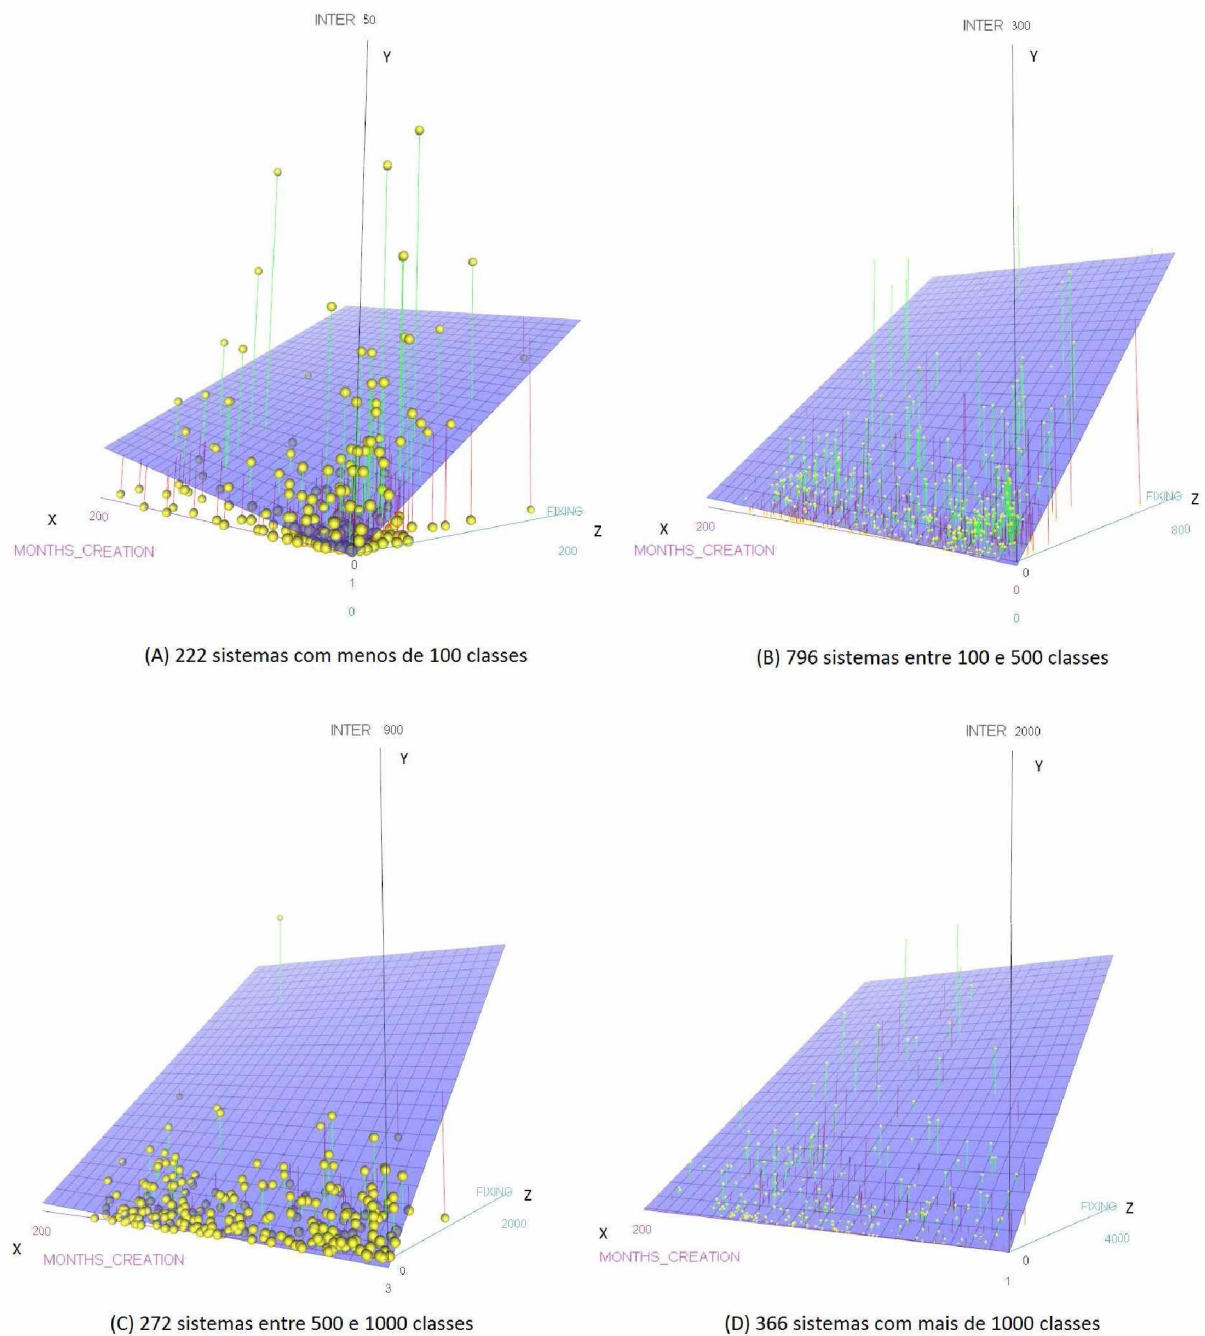 INTER 50
Y
X
200
MONTHS_CREATION
FIXING
Z
200
0
1
0
(A) 222 sistemas com menos de 100 classes
INTER 300
Y
X
200
MONTHS_CREATION
FIXING Z
800
0
0
0
(B) 796 sistemas entre 100 e 500 classes
INTER 900
Y
200
X
MONTHS_CREATION
FIXING Z
2000
0
3
(C) 272 sistemas entre 500 e 1000 classes
INTER 2000
Y
X
200
MONTHS_CREATION
FIXING Z
4000
0
1
(D) 366 sistemas com mais de 1000 classes